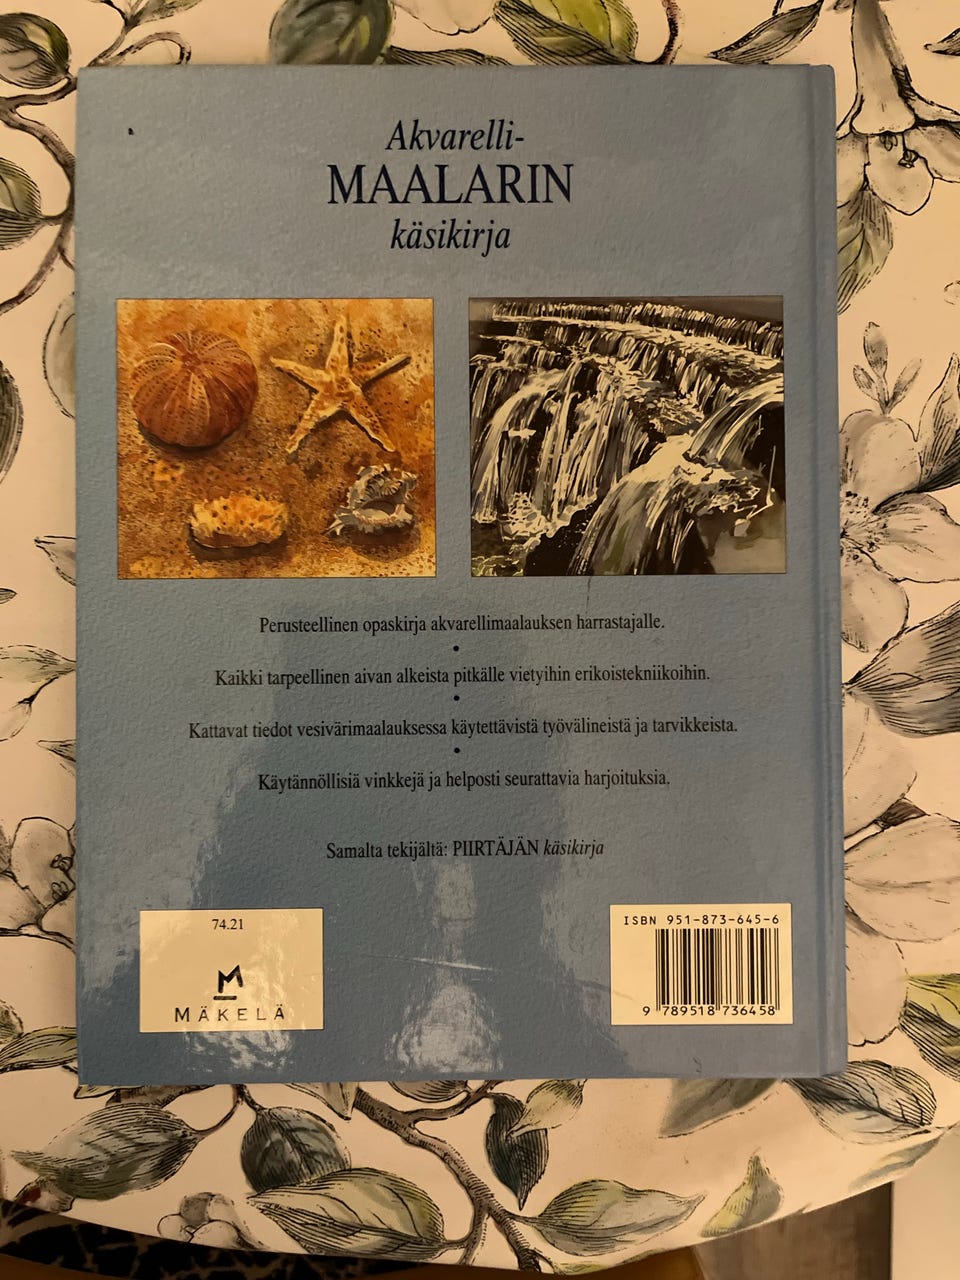 Akvarelli-
MAALARIN
käsikirja
Perusteellinen opaskirja akvarellimaalauksen harrastajalle.
•
Kaikki tarpeellinen aivan alkeista pitkälle vietyihin erikoistekniikoihin.
•
Kattavat tiedot vesivärimaalauksessa käytettävistä työvälineistä ja tarvikkeista.
•
Käytännöllisiä vinkkejä ja helposti seurattavia harjoituksia.
Samalta tekijältä: PIIRTÄJÄN käsikirja
74.21
M
MÄKELÄ
ISBN 951-873-645-6
9 789518 736458